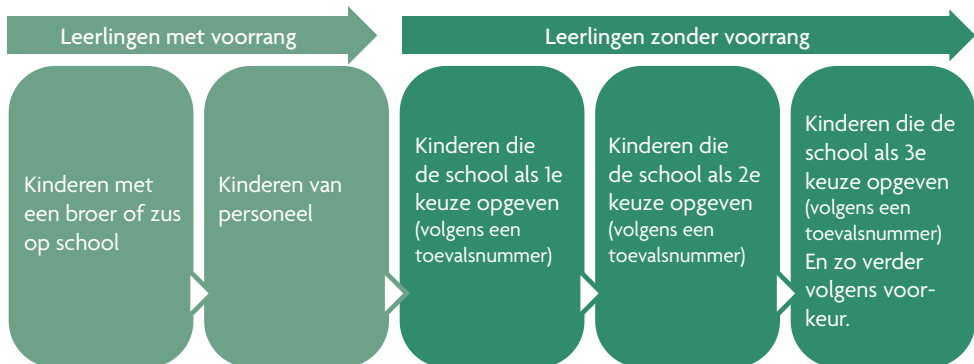 Leerlingen met voorrang
Leerlingen zonder voorrang
Kinderen met
een broer of zus
op school
Kinderen van
personeel
Kinderen die
de school als 1e
keuze opgeven
(volgens een
toevalsnummer)
Kinderen die
de school als 2e
keuze opgeven
(volgens een
toevalsnummer)
Kinderen die de
school als 3e
keuze opgeven
(volgens een
toevalsnummer)
En zo verder
volgens voor-
keur.